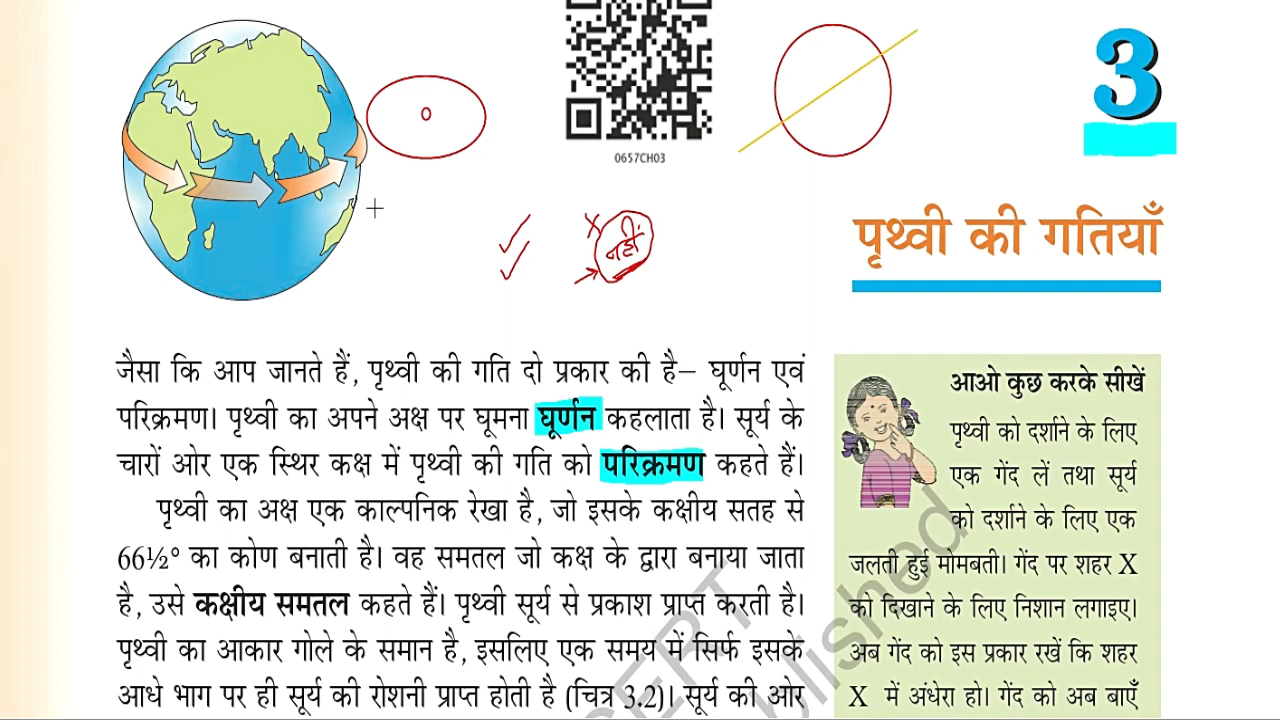 3
0657CH03
नहीं
पृथ्वी की गतियाँ
जैसा कि आप जानते हैं, पृथ्वी की गति दो प्रकार की है– घूर्णन एवं
परिक्रमण। पृथ्वी का अपने अक्ष पर घूमना घूर्णन कहलाता है। सूर्य के
चारों ओर एक स्थिर कक्ष में पृथ्वी की गति को परिक्रमण कहते हैं।
पृथ्वी का अक्ष एक काल्पनिक रेखा है, जो इसके कक्षीय सतह से
66½° का कोण बनाती है। वह समतल जो कक्ष के द्वारा बनाया जाता
है, उसे कक्षीय समतल कहते हैं। पृथ्वी सूर्य से प्रकाश प्राप्त करती है।
पृथ्वी का आकार गोले के समान है, इसलिए एक समय में सिर्फ इसके
आधे भाग पर ही सूर्य की रोशनी प्राप्त होती है (चित्र 3.2)। सूर्य की ओर
आओ कुछ करके सीखें
पृथ्वी को दर्शाने के लिए
एक गेंद लें तथा सूर्य
को दर्शाने के लिए एक
जलती हुई मोमबती। गेंद पर शहर X
को दिखाने के लिए निशान लगाइए।
अब गेंद को इस प्रकार रखें कि शहर
X में अंधेरा हो। गेंद को अब बाएँ